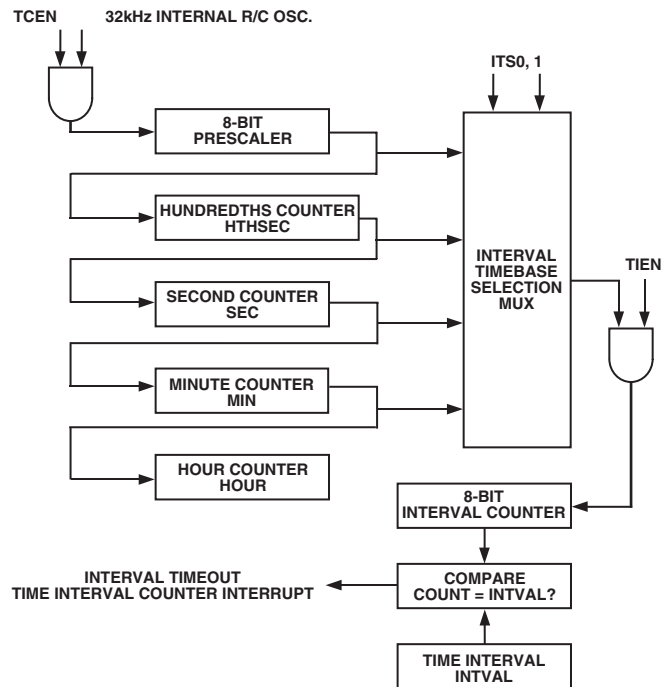 TCEN
32kHz INTERNAL R/C OSC.
ITS0, 1
8-BIT
PRESCALER
HUNDREDTHS COUNTER
HTHSEC
INTERVAL
TIMEBASE
SELECTION
MUX
TIEN
SECOND COUNTER
SEC
MINUTE COUNTER
MIN
HOUR COUNTER
HOUR
8-BIT
INTERVAL COUNTER
INTERVAL TIMEOUT
TIME INTERVAL COUNTER INTERRUPT
COMPARE
COUNT = INTVAL?
TIME INTERVAL
INTVAL